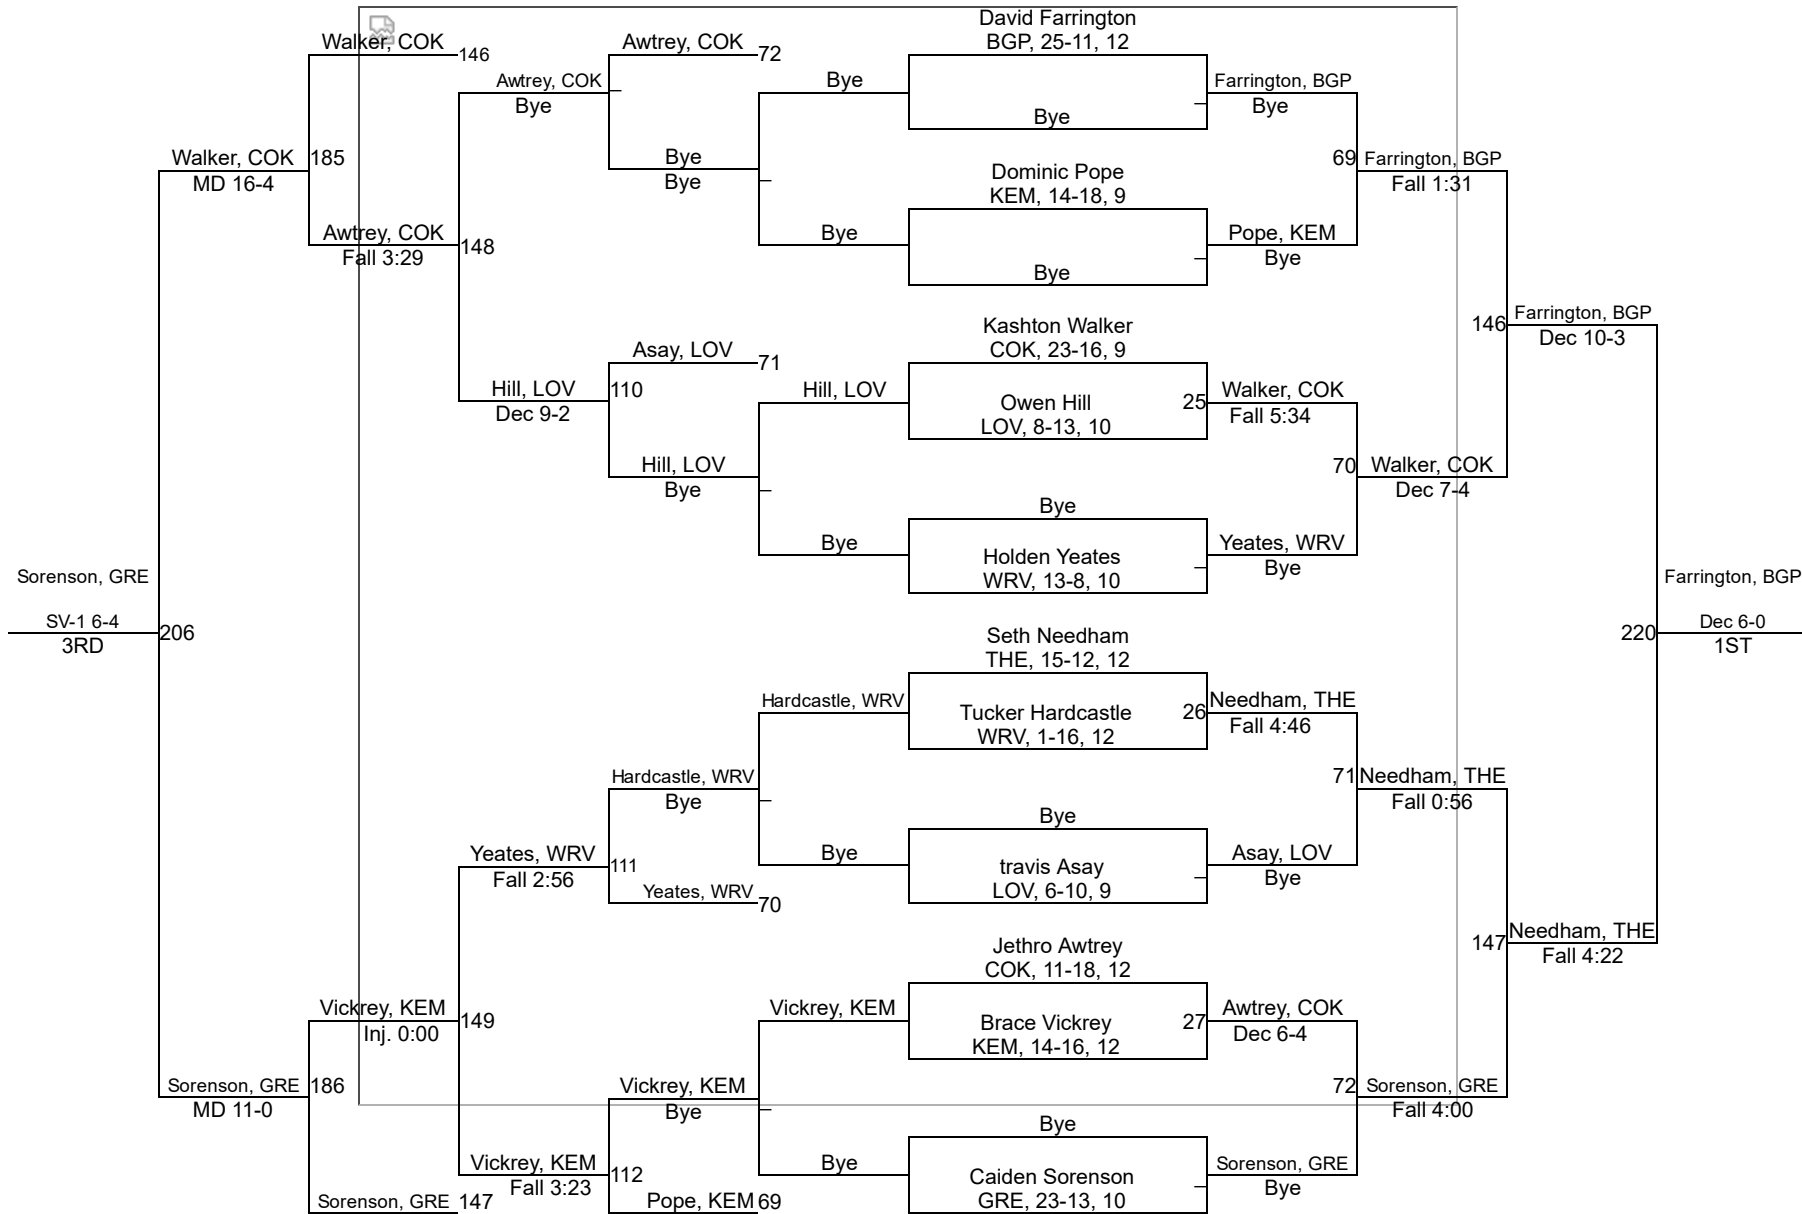 David Farrington
Walker, COK
Awtrey, COK
BGP, 25-11, 12
146
72
Awtrey, COK
Bye
Farrington, BGP
Bye
Bye
Bye
Walker, COK
185
Bye
69
Farrington, BGP
MD 16-4
Bye
Dominic Pope
Fall 1:31
KEM, 14-18, 9
Awtrey, COK
148
Bye
Pope, KEM
Fall 3:29
Bye
Bye
Kashton Walker
146
Farrington, BGP
Asay, LOV
71
COK, 23-16, 9
Dec 10-3
Hill, LOV
110
Hill, LOV
Owen Hill
25
Walker, COK
Dec 9-2
LOV, 8-13, 10
Fall 5:34
Hill, LOV
70
Walker, COK
Bye
Bye
Dec 7-4
Bye
Holden Yeates
Yeates, WRV
WRV, 13-8, 10
Bye
Sorenson, GRE
Farrington, BGP
SV-1 6-4
206
220
Dec 6-0
3RD
1ST
Seth Needham
THE, 15-12, 12
Hardcastle, WRV
Tucker Hardcastle
26
Needham, THE
WRV, 1-16, 12
Fall 4:46
Hardcastle, WRV
71
Needham, THE
Bye
Bye
Fall 0:56
Yeates, WRV
111
Bye
travis Asay
Asay, LOV
Fall 2:56
LOV, 6-10, 9
Bye
Yeates, WRV
70
Jethro Awtrey
147
Needham, THE
COK, 11-18, 12
Fall 4:22
Vickrey, KEM
149
Vickrey, KEM
Brace Vickrey
27
Awtrey, COK
Inj. 0:00
KEM, 14-16, 12
Dec 6-4
Sorenson, GRE
186
Vickrey, KEM
72
Sorenson, GRE
MD 11-0
Bye
Bye
Fall 4:00
Vickrey, KEM
112
Bye
Caiden Sorenson
Sorenson, GRE
Fall 3:23
GRE, 23-13, 10
Bye
Sorenson, GRE
147
Pope, KEM
69